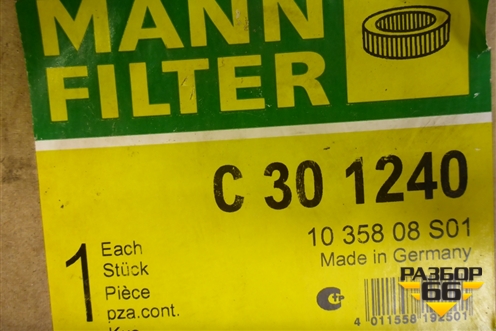 MANN
FILTER
C 30 1240
10 358 08 S01
Made in Germany
1
Each
Stück
Pièce
pza.cont.
4 011558 192501
РАЗБОР
66